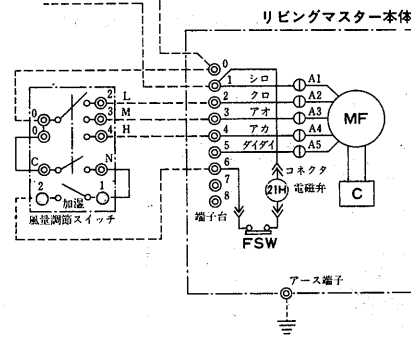 リビングマスター本体
0
1 シロ A1
2 L 2 クロ A2
3 M 3 アオ A3
0 4 H 4 アカ A4
0 5 ダイダイ A5
MF
C N 6 コネクタ
2 1 7 21H 電磁弁 C
加湿 8
風量調節スイッチ 端子台
FSW
アース端子